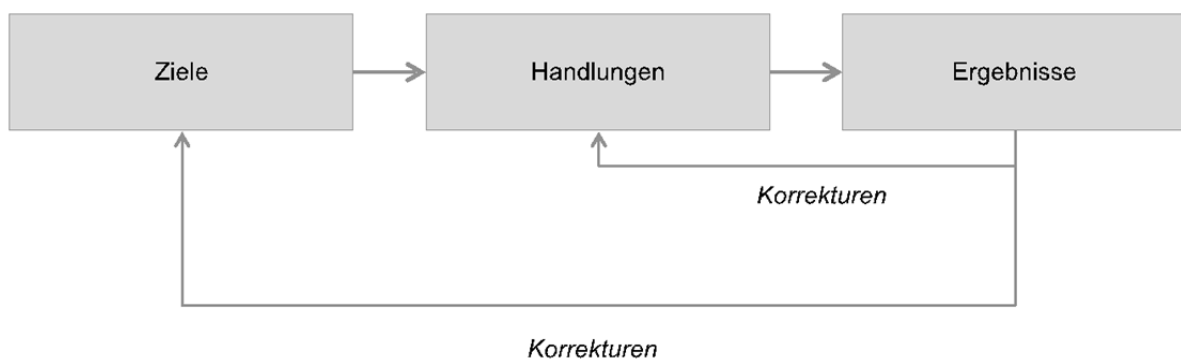 Ziele
Handlungen
Ergebnisse
Korrekturen
Korrekturen